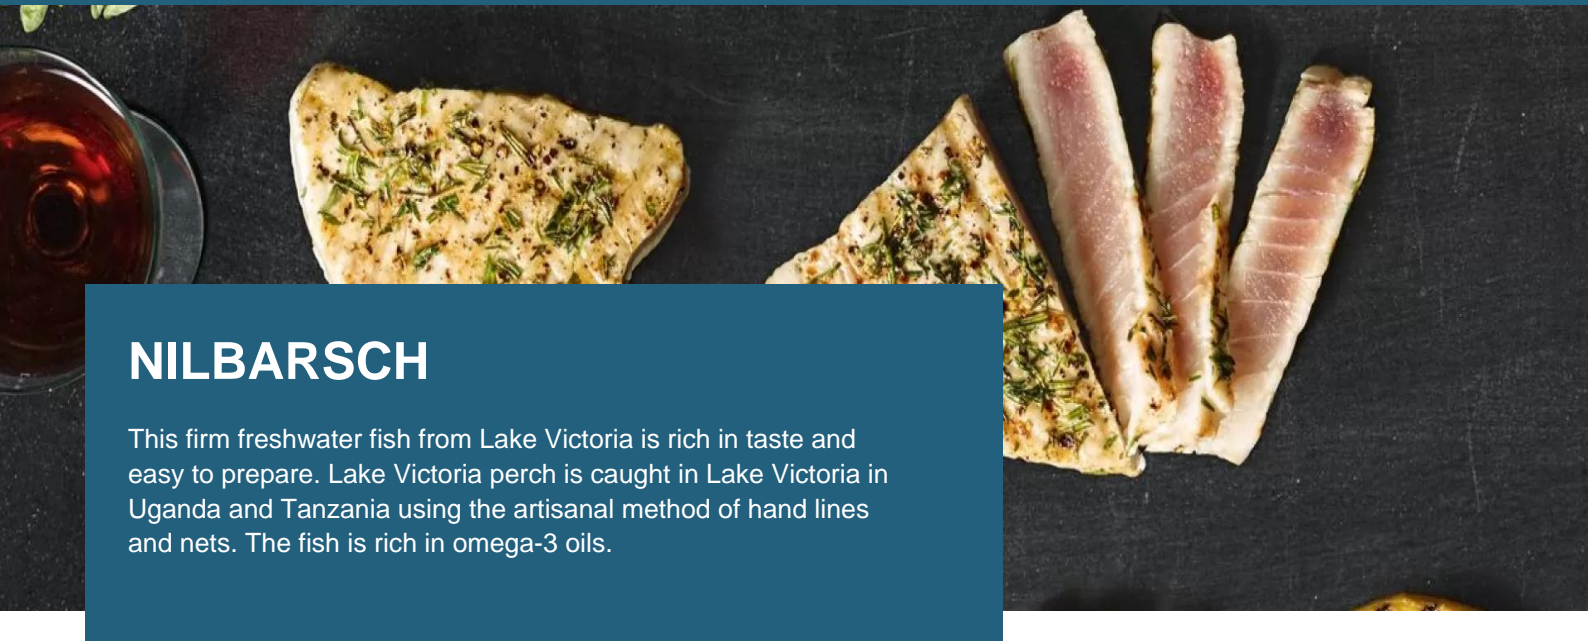 NILBARSCH
This firm freshwater fish from Lake Victoria is rich in taste and
easy to prepare. Lake Victoria perch is caught in Lake Victoria in
Uganda and Tanzania using the artisanal method of hand lines
and nets. The fish is rich in omega-3 oils.